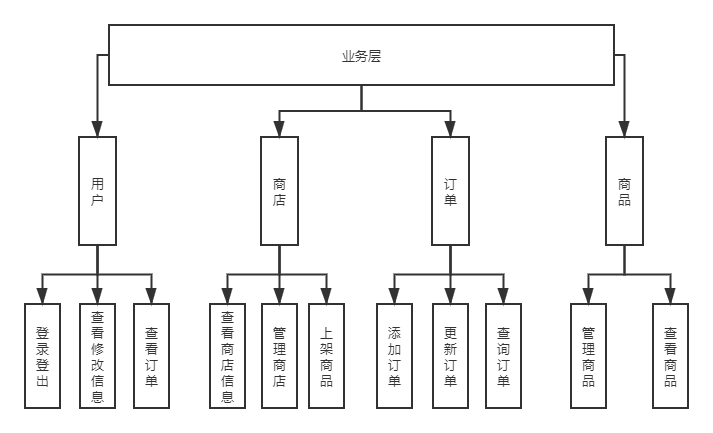 业务层
用户
商店
订单
商品
登录登出
查看修改信息
查看订单
查看商店信息
管理商店
上架商品
添加订单
更新订单
查询订单
管理商品
查看商品